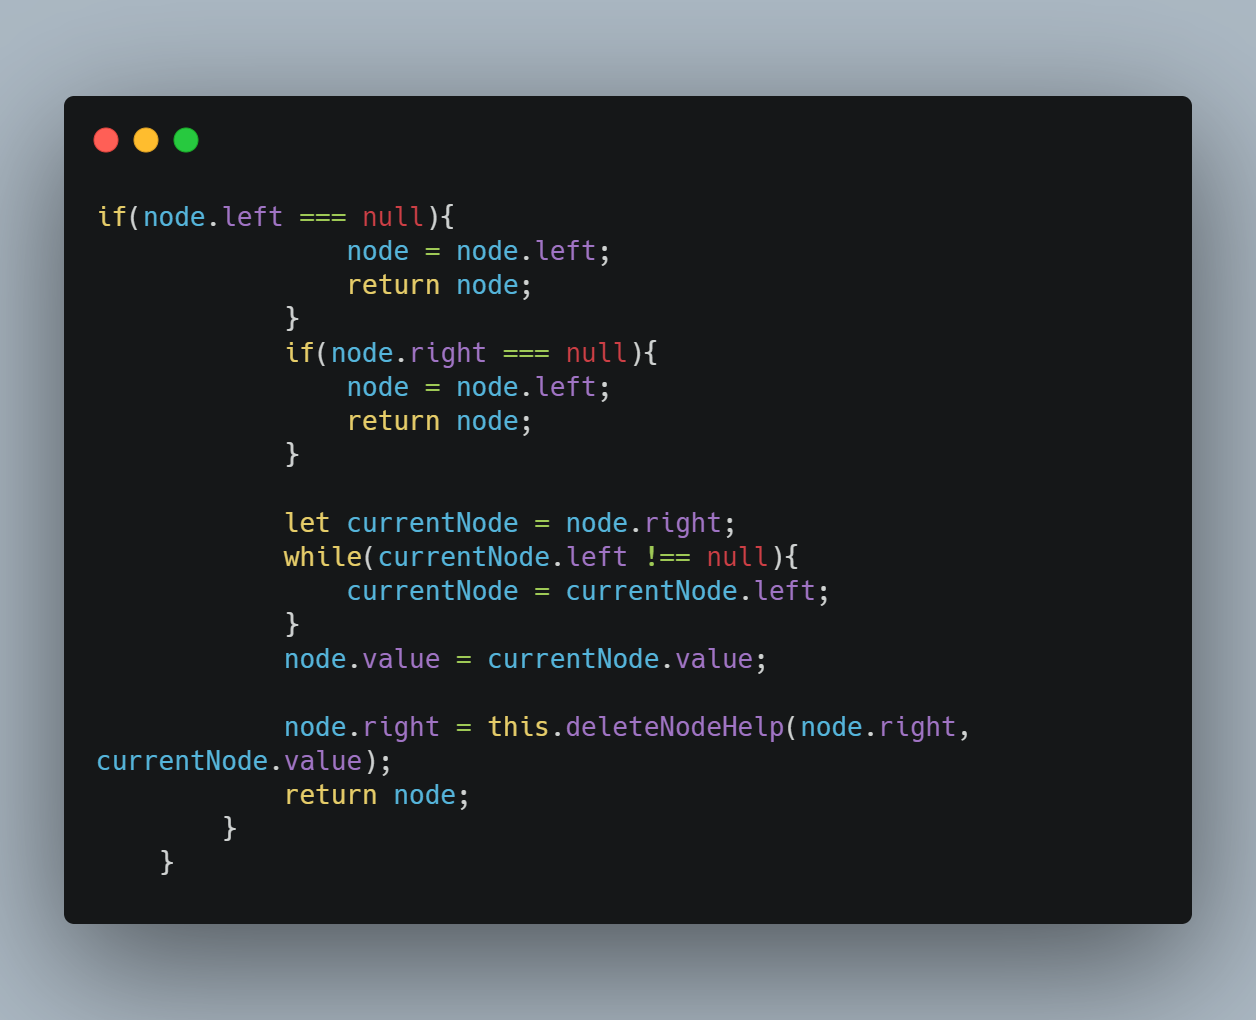 if(node.left === null){
                node = node.left;
                return node;
            }
            if(node.right === null){
                node = node.left;
                return node;
            }

            let currentNode = node.right;
            while(currentNode.left !== null){
                currentNode = currentNode.left;
            }
            node.value = currentNode.value;

            node.right = this.deleteNodeHelp(node.right,
currentNode.value);
            return node;
        }
    }